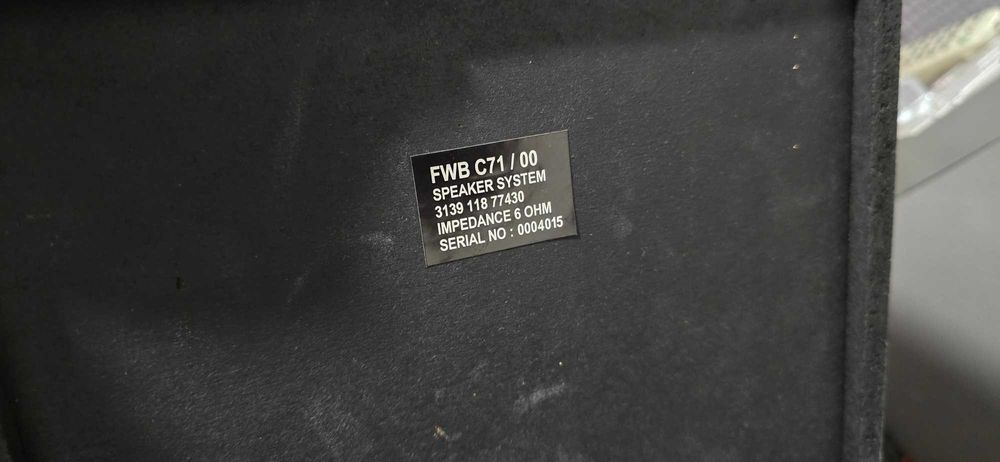 FWB C71 / 00
SPEAKER SYSTEM
3139 118 77430
IMPEDANCE 6 OHM
SERIAL NO : 0004015